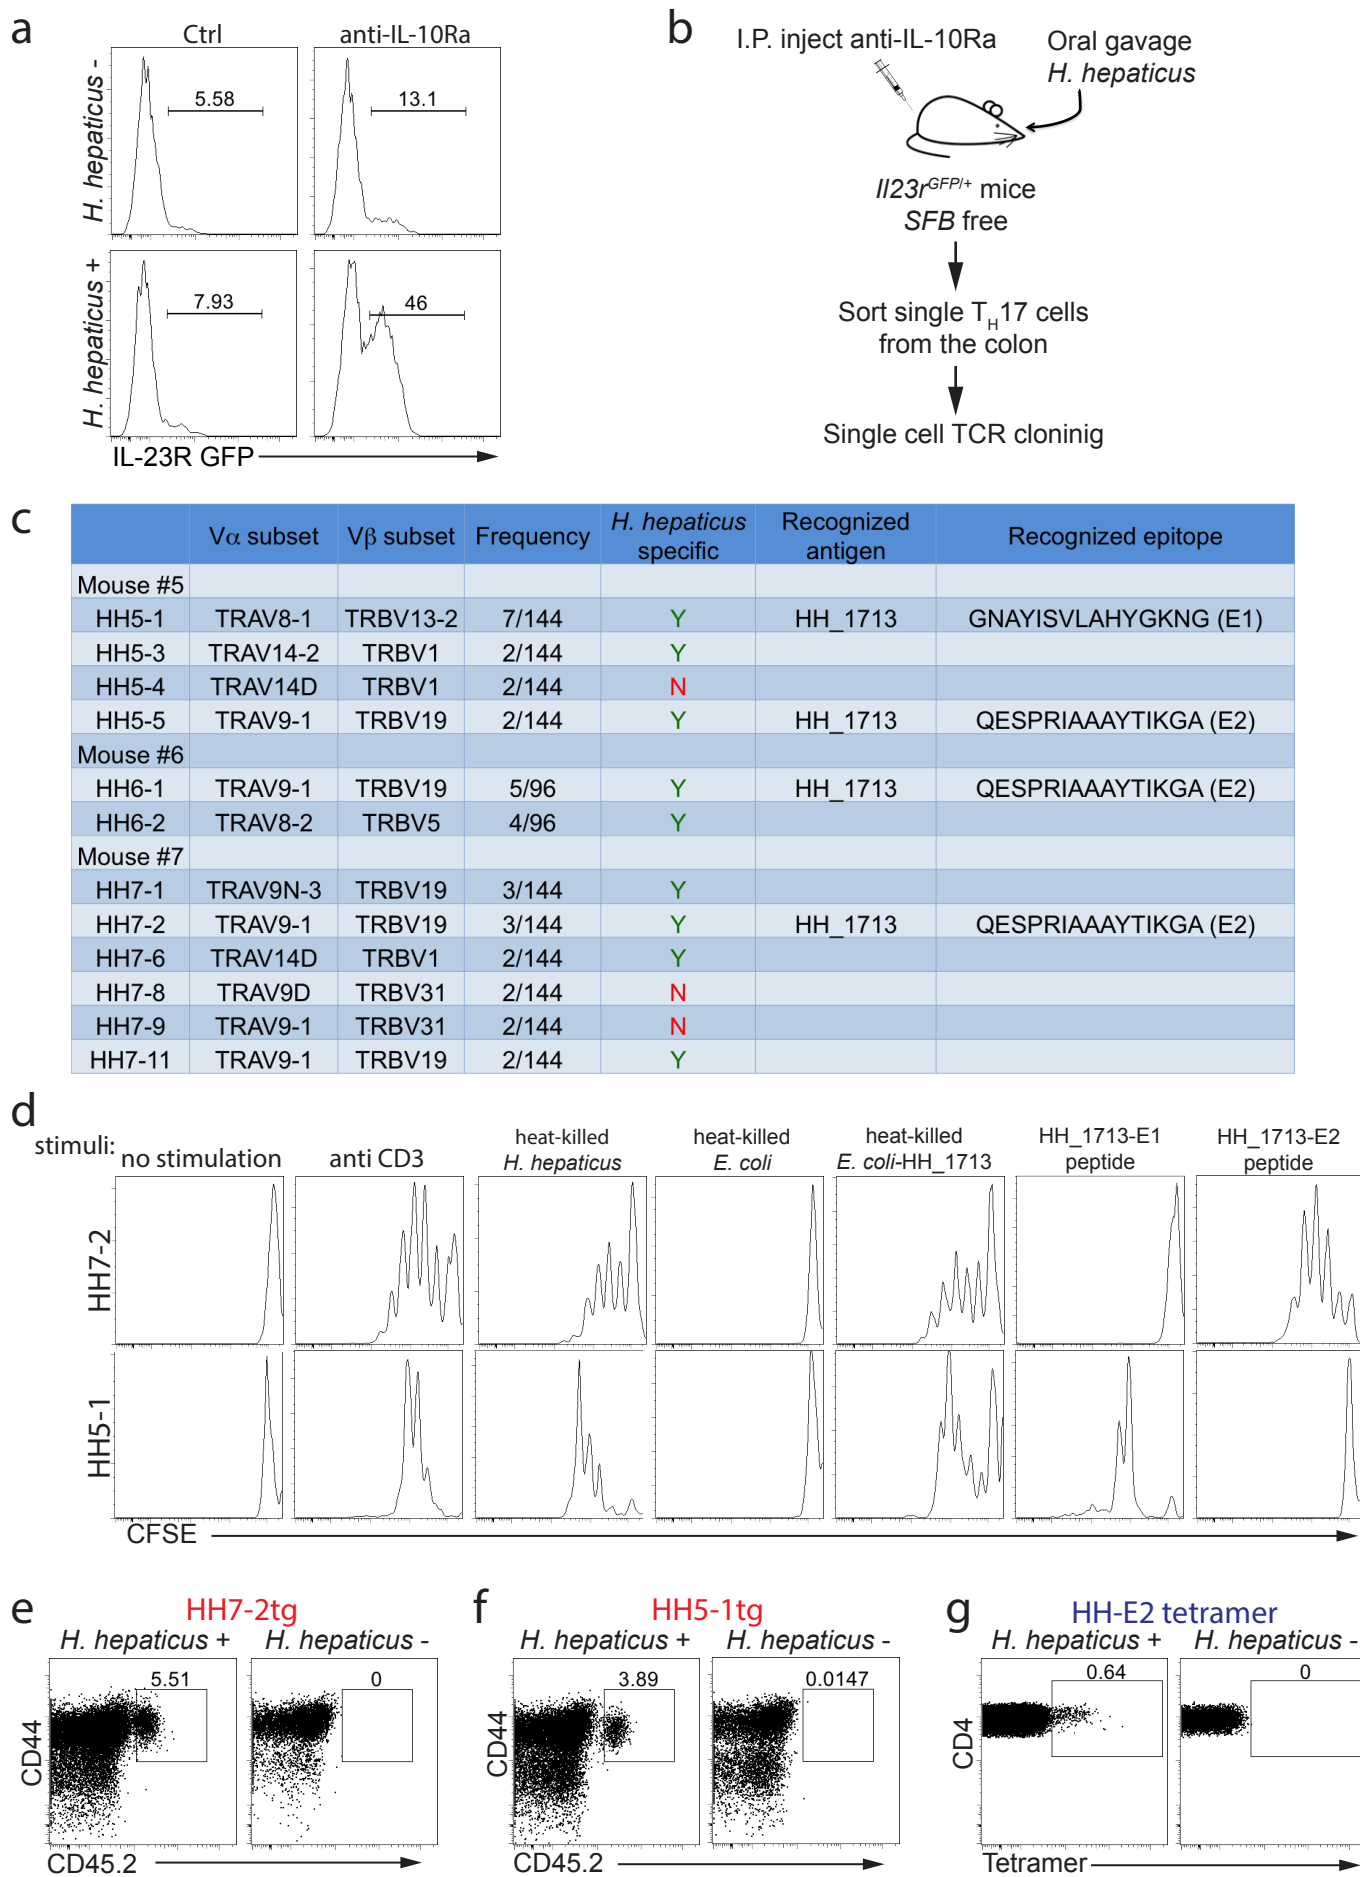 a
Ctrl
anti-IL-10Ra
H. hepaticus -
5.58
13.1
H. hepaticus +
7.93
46
IL-23R GFP
b
I.P. inject anti-IL-10Ra
Oral gavage
H. hepaticus
Il23rGFP/+ mice
SFB free
Sort single TH17 cells
from the colon
Single cell TCR cloninig
c
Vα subset Vβ subset Frequency H. hepaticus specific Recognized antigen Recognized epitope
Mouse #5
HH5-1 TRAV8-1 TRBV13-2 7/144 Y HH_1713 GNAYISVLAHYGKNG (E1)
HH5-3 TRAV14-2 TRBV1 2/144 Y
HH5-4 TRAV14D TRBV1 2/144 N
HH5-5 TRAV9-1 TRBV19 2/144 Y HH_1713 QESPRIAAAYTIKGA (E2)
Mouse #6
HH6-1 TRAV9-1 TRBV19 5/96 Y HH_1713 QESPRIAAAYTIKGA (E2)
HH6-2 TRAV8-2 TRBV5 4/96 Y
Mouse #7
HH7-1 TRAV9N-3 TRBV19 3/144 Y
HH7-2 TRAV9-1 TRBV19 3/144 Y HH_1713 QESPRIAAAYTIKGA (E2)
HH7-6 TRAV14D TRBV1 2/144 Y
HH7-8 TRAV9D TRBV31 2/144 N
HH7-9 TRAV9-1 TRBV31 2/144 N
HH7-11 TRAV9-1 TRBV19 2/144 Y
d
stimuli:
no stimulation
anti CD3
heat-killed
H. hepaticus
heat-killed
E. coli
heat-killed
E. coli-HH_1713
HH_1713-E1
peptide
HH_1713-E2
peptide
HH7-2
HH5-1
CFSE
e
HH7-2tg
H. hepaticus +
H. hepaticus -
5.51
0
CD44
CD45.2
f
HH5-1tg
H. hepaticus +
H. hepaticus -
3.89
0.0147
CD44
CD45.2
g
HH-E2 tetramer
H. hepaticus +
H. hepaticus -
0.64
0
CD4
Tetramer